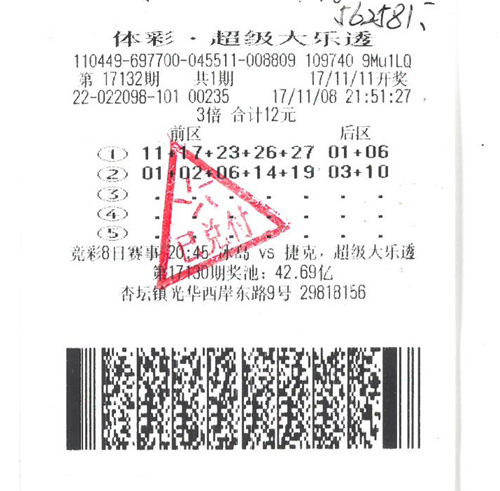 562581.
体彩·超级大乐透
110449-697700-045511-008809 109740 9Mu1LQ
第 17132期 共1期 17/11/11开奖
22-022098-101 00235 17/11/08 21:51:27
3倍 合计12元
前区 后区
① 11+17+23+26+27 01+06
② 01+02+06+14+19 03+10
③ - - - - - - -
④ - - - - - - -
⑤ - - - - - - -
已兑付
竞彩8日赛事 20:45 冰岛 vs 捷克, 超级大乐透
第17130期奖池: 42.69亿
杏坛镇光华西岸东路9号 29818156